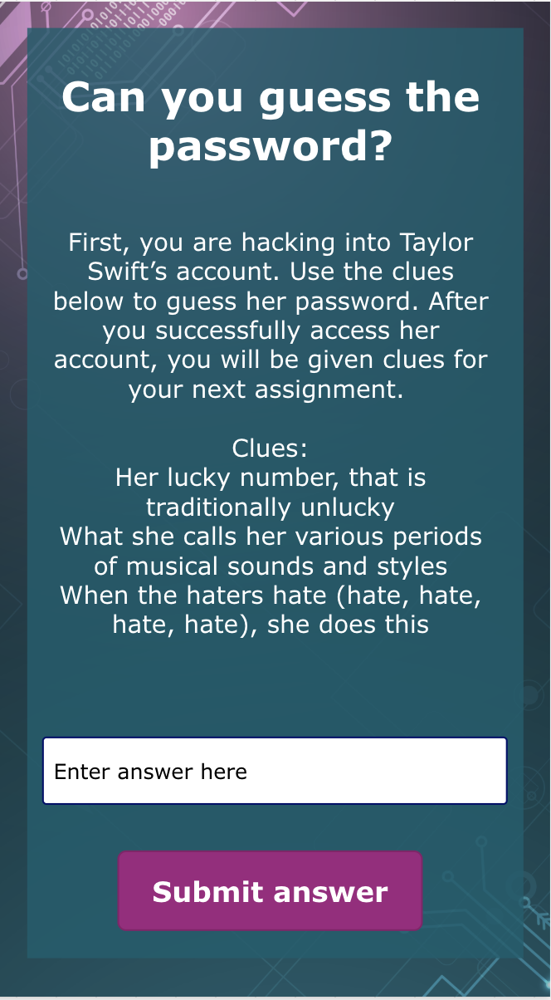 Can you guess the
password?
First, you are hacking into Taylor
Swift’s account. Use the clues
below to guess her password. After
you successfully access her
account, you will be given clues for
your next assignment.
Clues:
Her lucky number, that is
traditionally unlucky
What she calls her various periods
of musical sounds and styles
When the haters hate (hate, hate,
hate, hate), she does this
Enter answer here
Submit answer